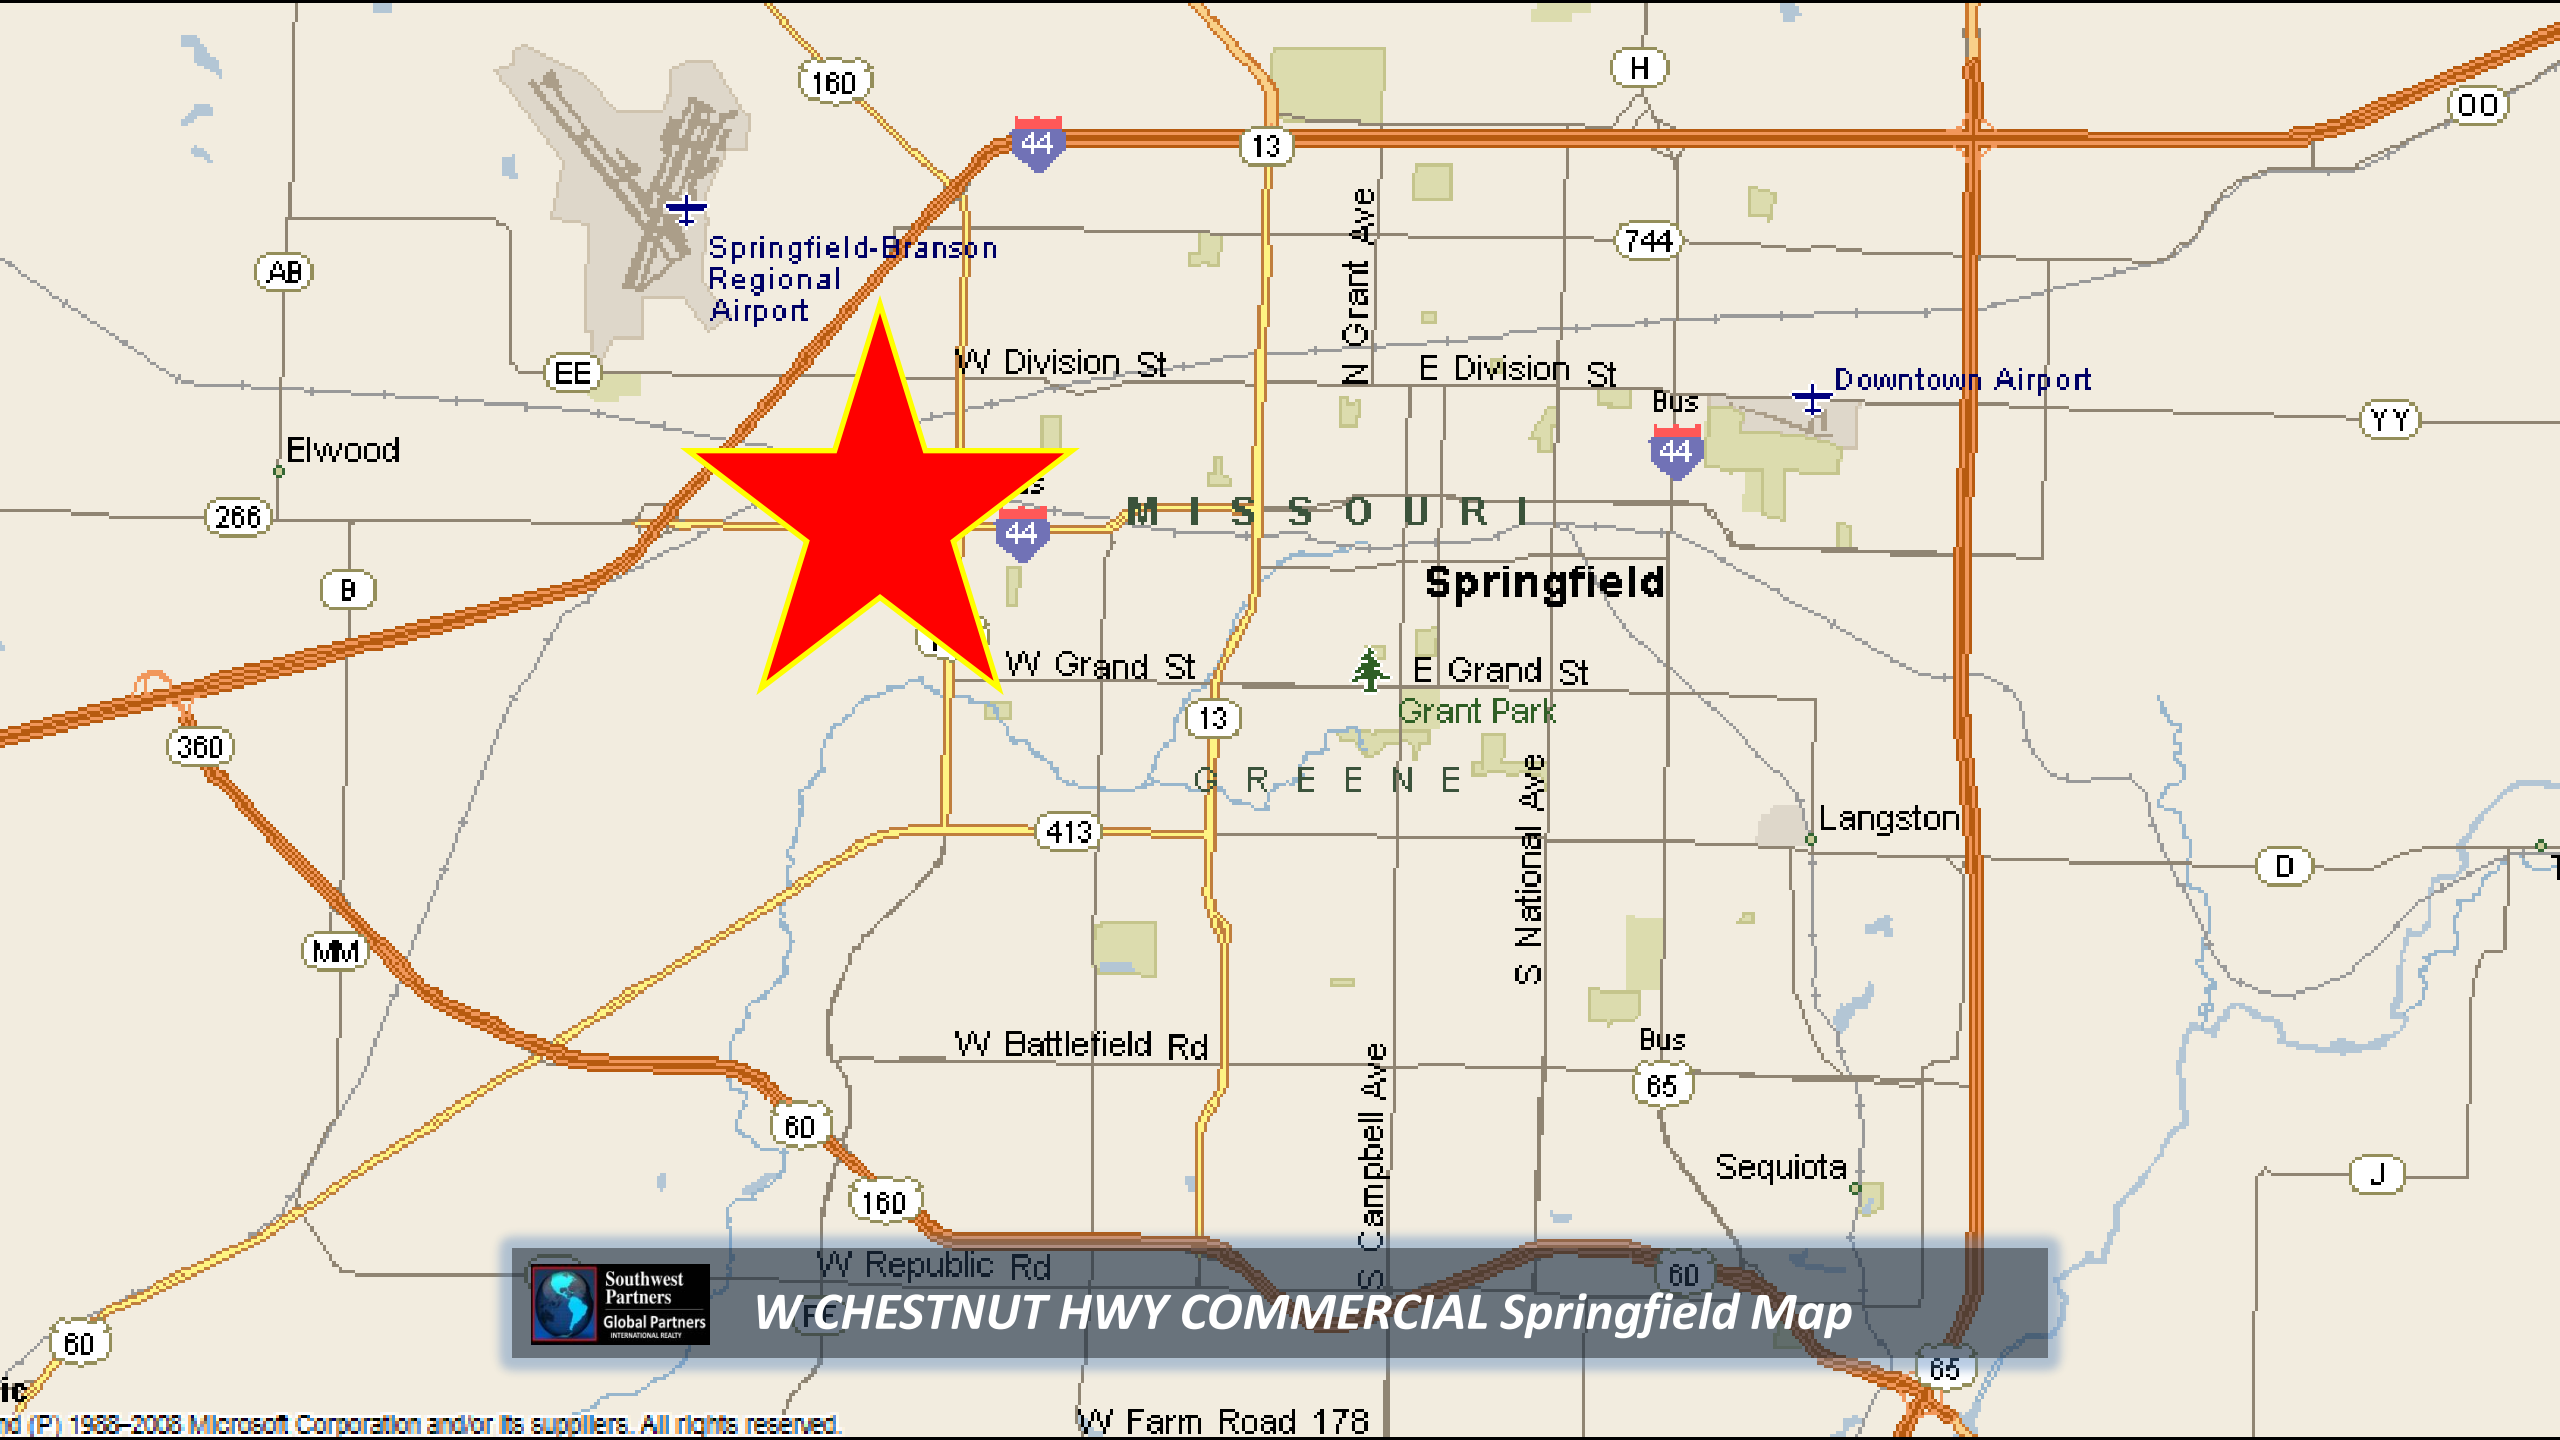 160
H
OO
44
13
N Grant Ave
744
Springfield-Branson
Regional
Airport
AB
W Division St
E Division St
EE
Downtown Airport
Bus
44
YY
Elwood
266
44
MISSOURI
B
Springfield
W Grand St
E Grand St
Grant Park
360
13
GREENE
S National Ave
413
Langston
D
MM
W Battlefield Rd
Bus
65
S Campbell Ave
60
Sequiota
J
160
W Republic Rd
60
Southwest
Partners
Global Partners
INTERNATIONAL REALTY
W CHESTNUT HWY COMMERCIAL Springfield Map
60
65
(P) 1988–2008 Microsoft Corporation and/or its suppliers. All rights reserved.
W Farm Road 178